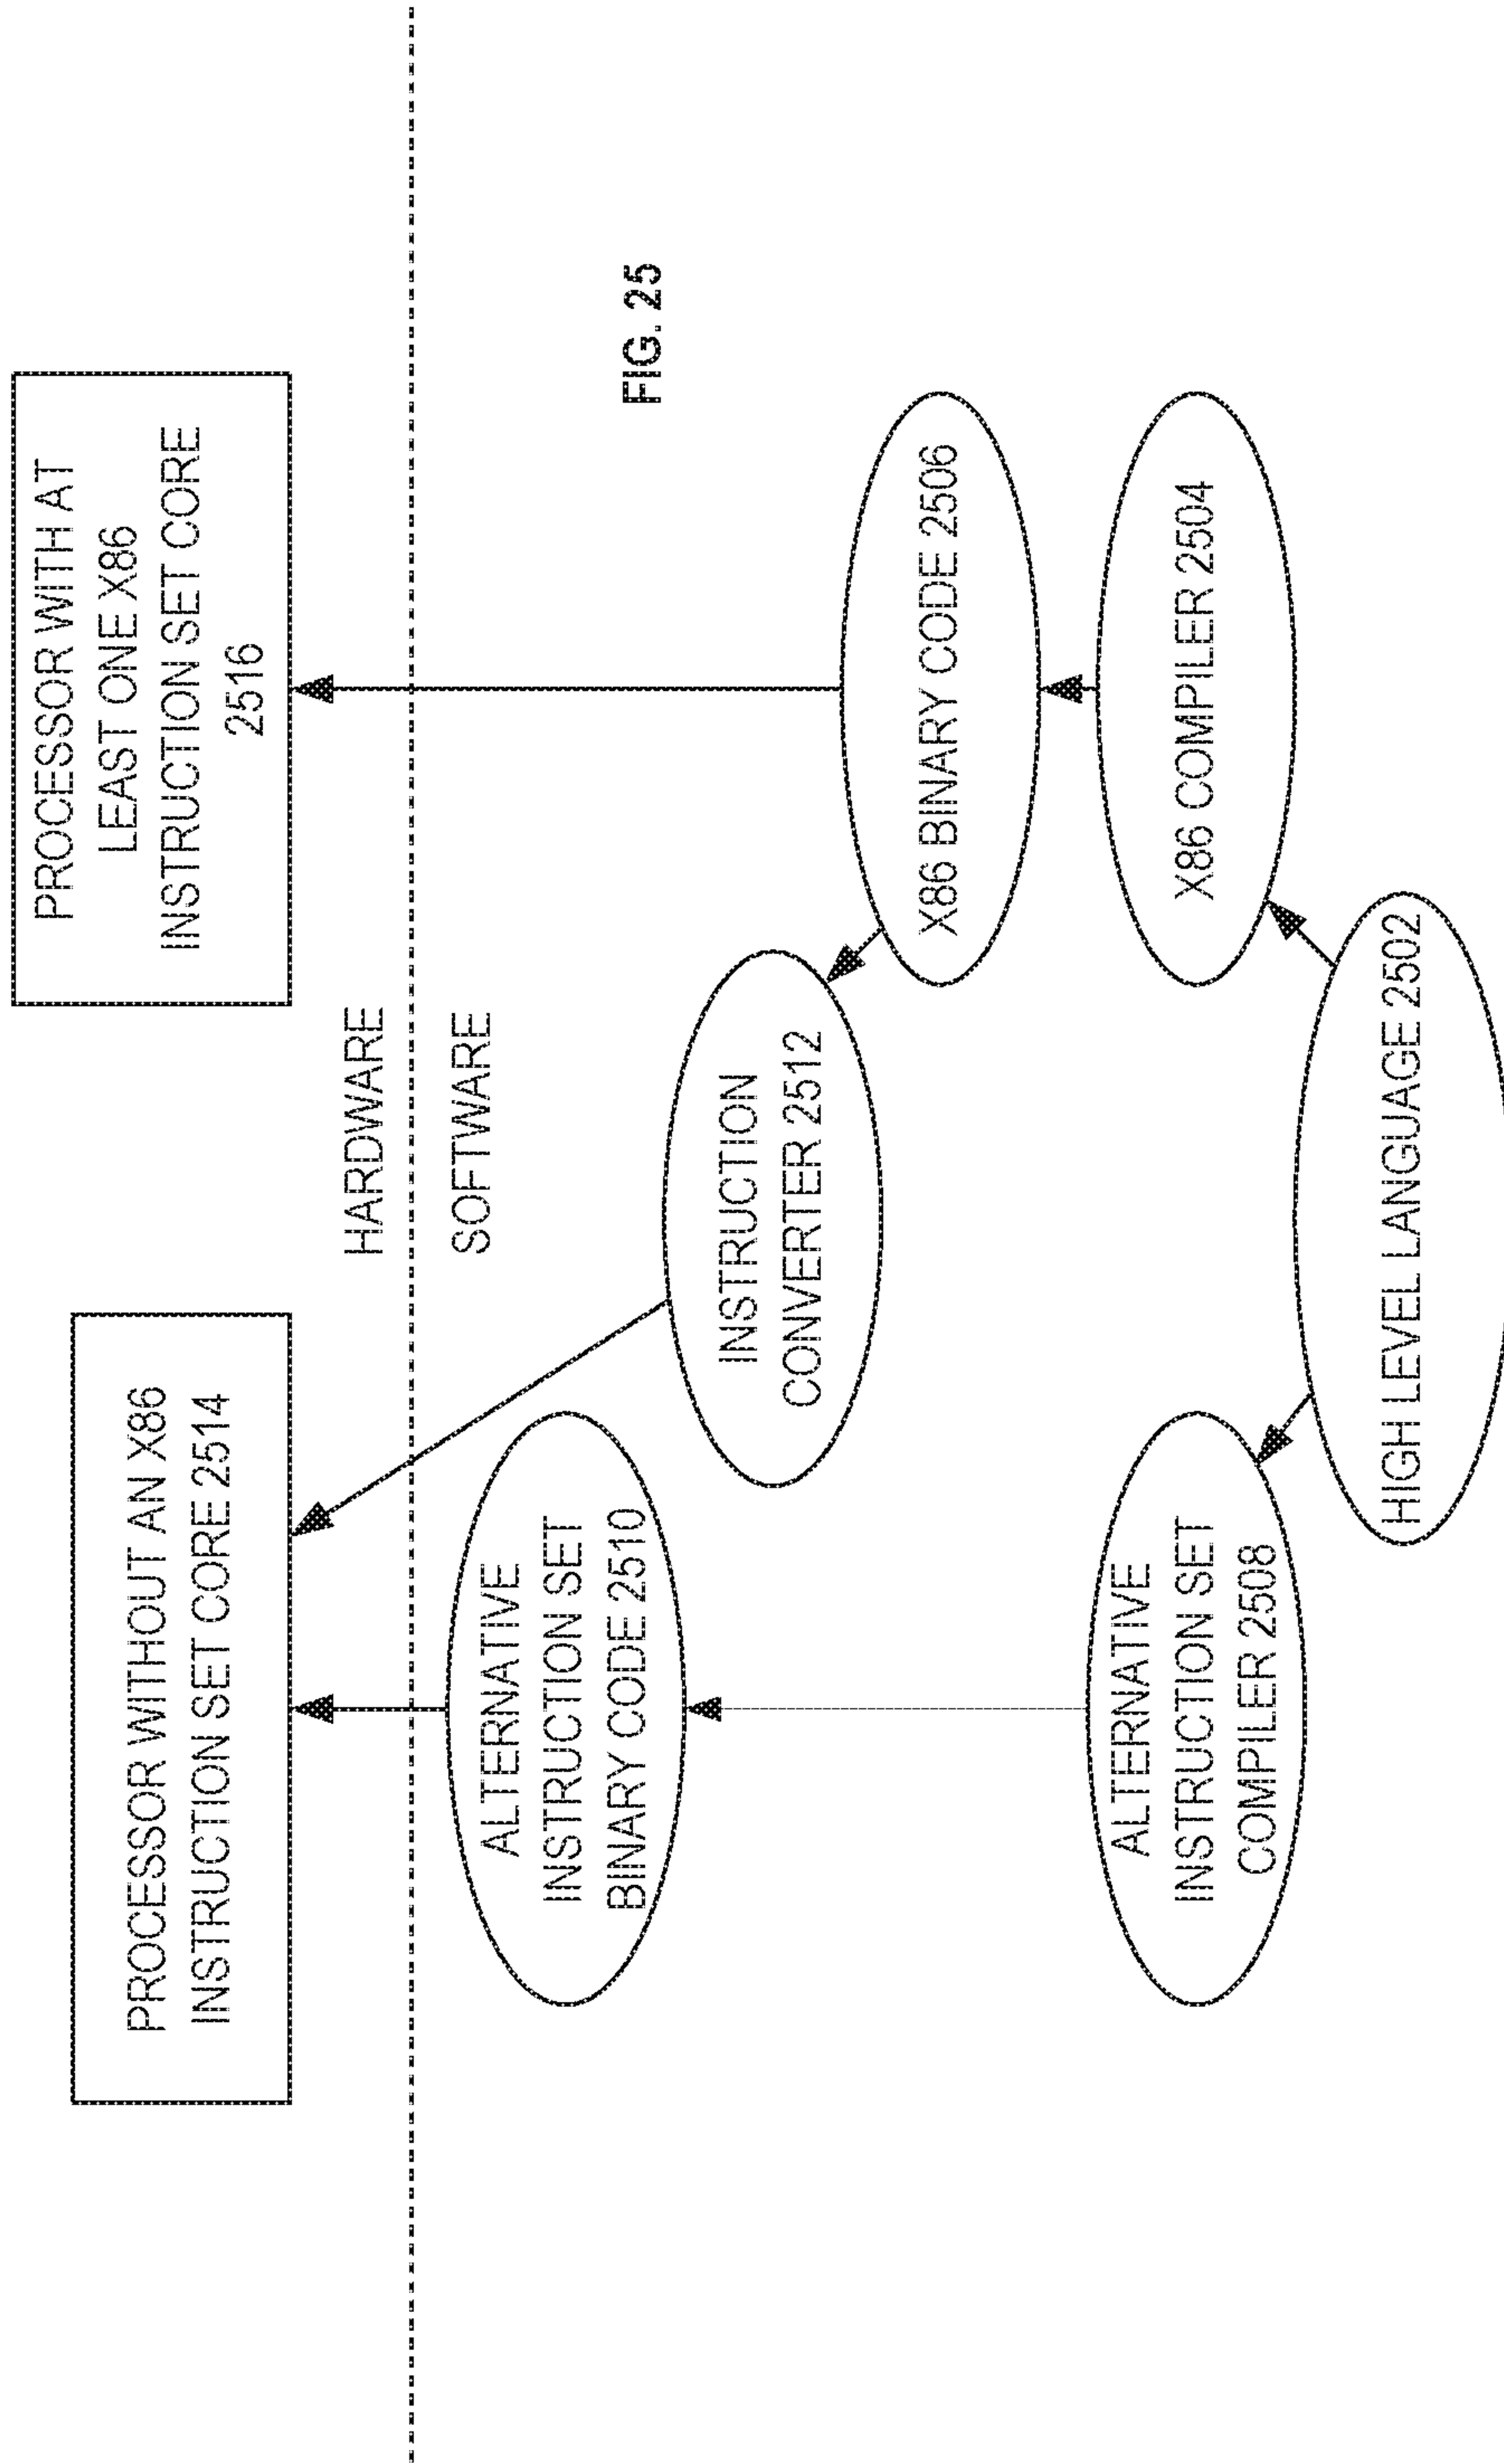 PROCESSOR WITHOUT AN X86
INSTRUCTION SET CORE 2514
PROCESSOR WITH AT
LEAST ONE X86
INSTRUCTION SET CORE
2516
HARDWARE
SOFTWARE
ALTERNATIVE
INSTRUCTION SET
BINARY CODE 2510
INSTRUCTION
CONVERTER 2512
FIG. 25
X86 BINARY CODE 2506
ALTERNATIVE
INSTRUCTION SET
COMPILER 2508
X86 COMPILER 2504
HIGH LEVEL LANGUAGE 2502